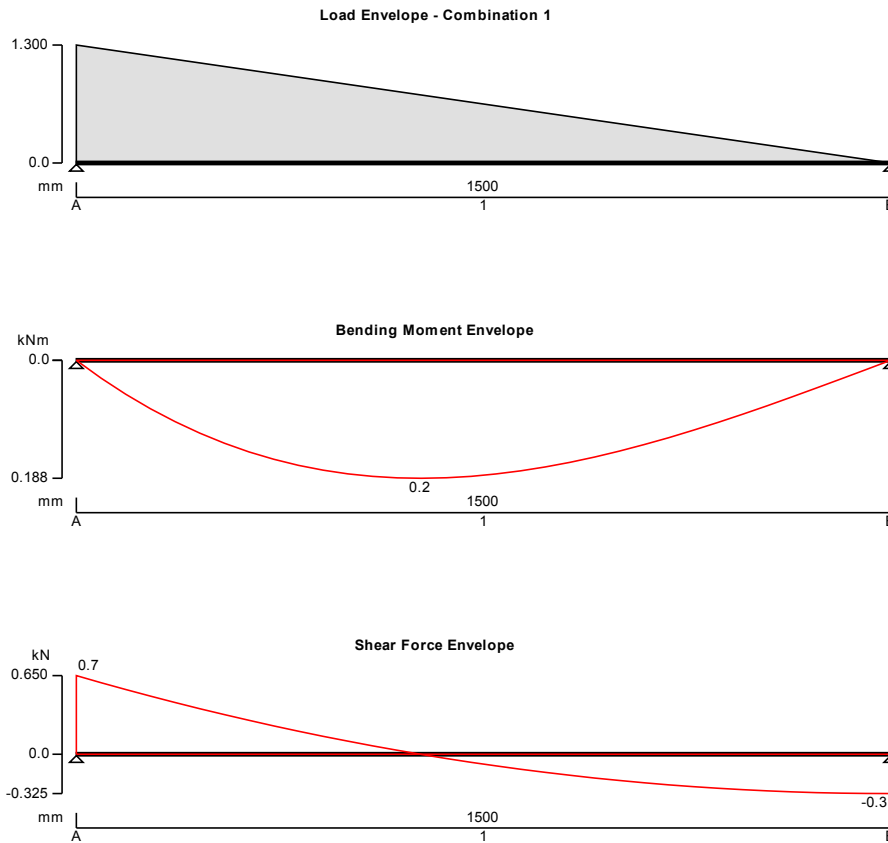 Load Envelope - Combination 1
1.300
0.0
mm
1500
A
1
Bending Moment Envelope
kNm
0.0
0.188
0.2
mm
1500
A
1
Shear Force Envelope
kN
0.7
0.650
0.0
-0.325
-0.3
mm
1500
A
1